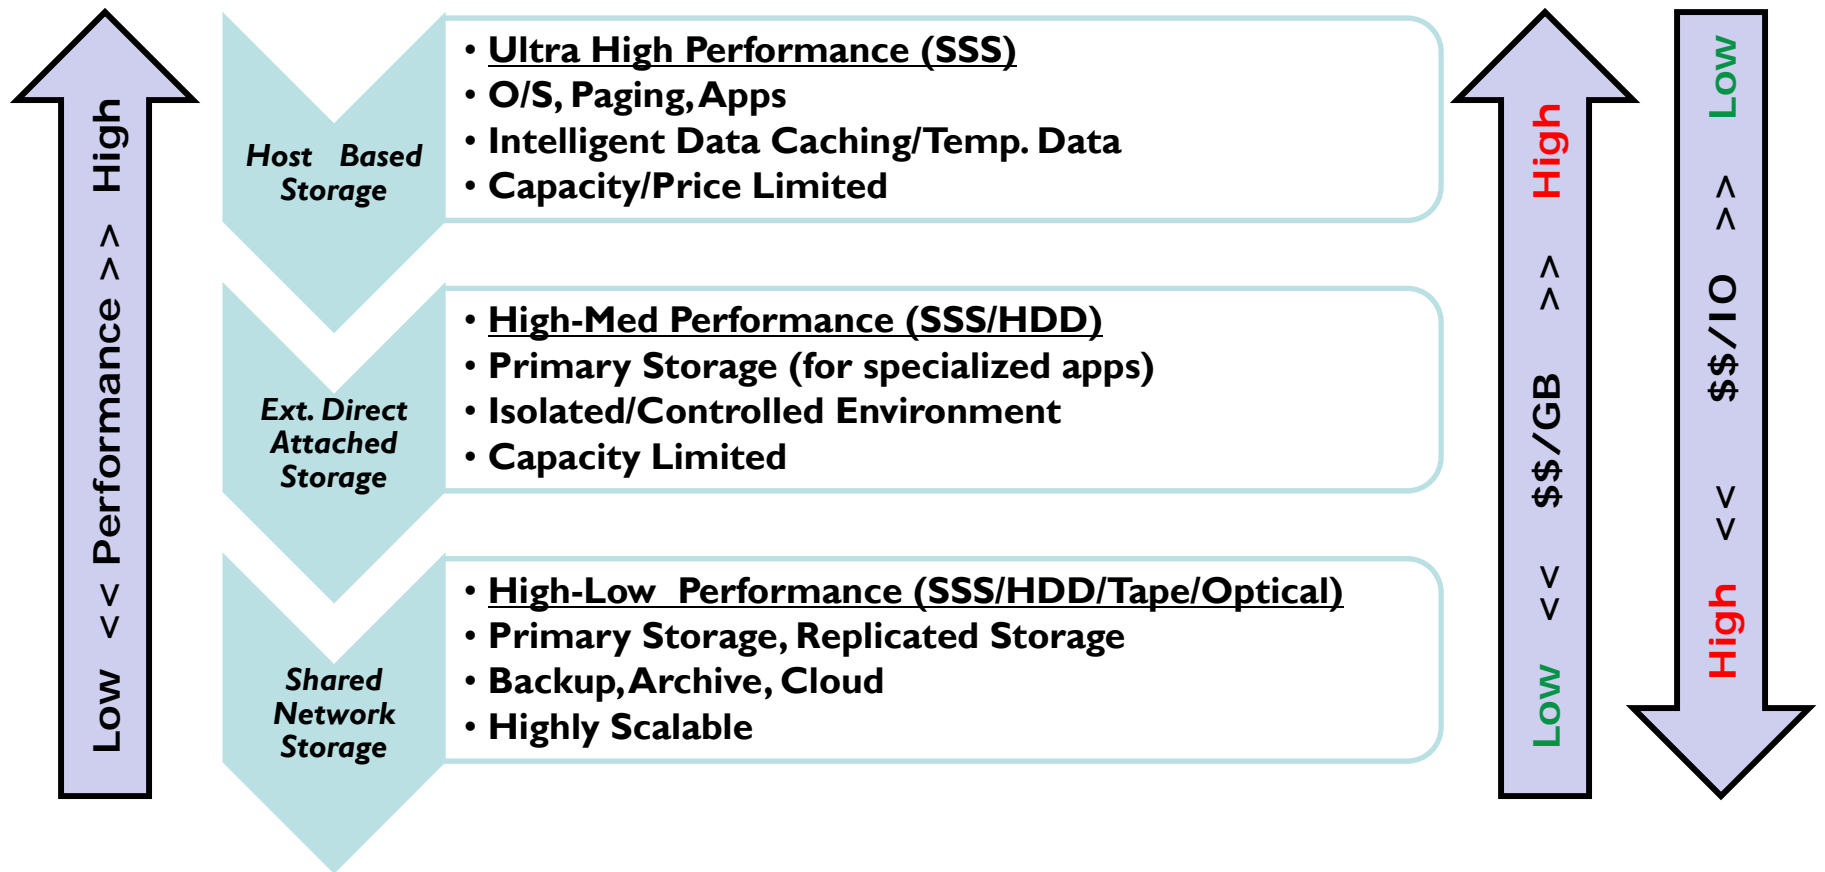 Low << Performance >> High
Host Based
Storage
• Ultra High Performance (SSS)
• O/S, Paging, Apps
• Intelligent Data Caching/Temp. Data
• Capacity/Price Limited
Ext. Direct
Attached
Storage
• High-Med Performance (SSS/HDD)
• Primary Storage (for specialized apps)
• Isolated/Controlled Environment
• Capacity Limited
Shared
Network
Storage
• High-Low Performance (SSS/HDD/Tape/Optical)
• Primary Storage, Replicated Storage
• Backup, Archive, Cloud
• Highly Scalable
Low << $$/GB >> High
High << $$/IO >> Low